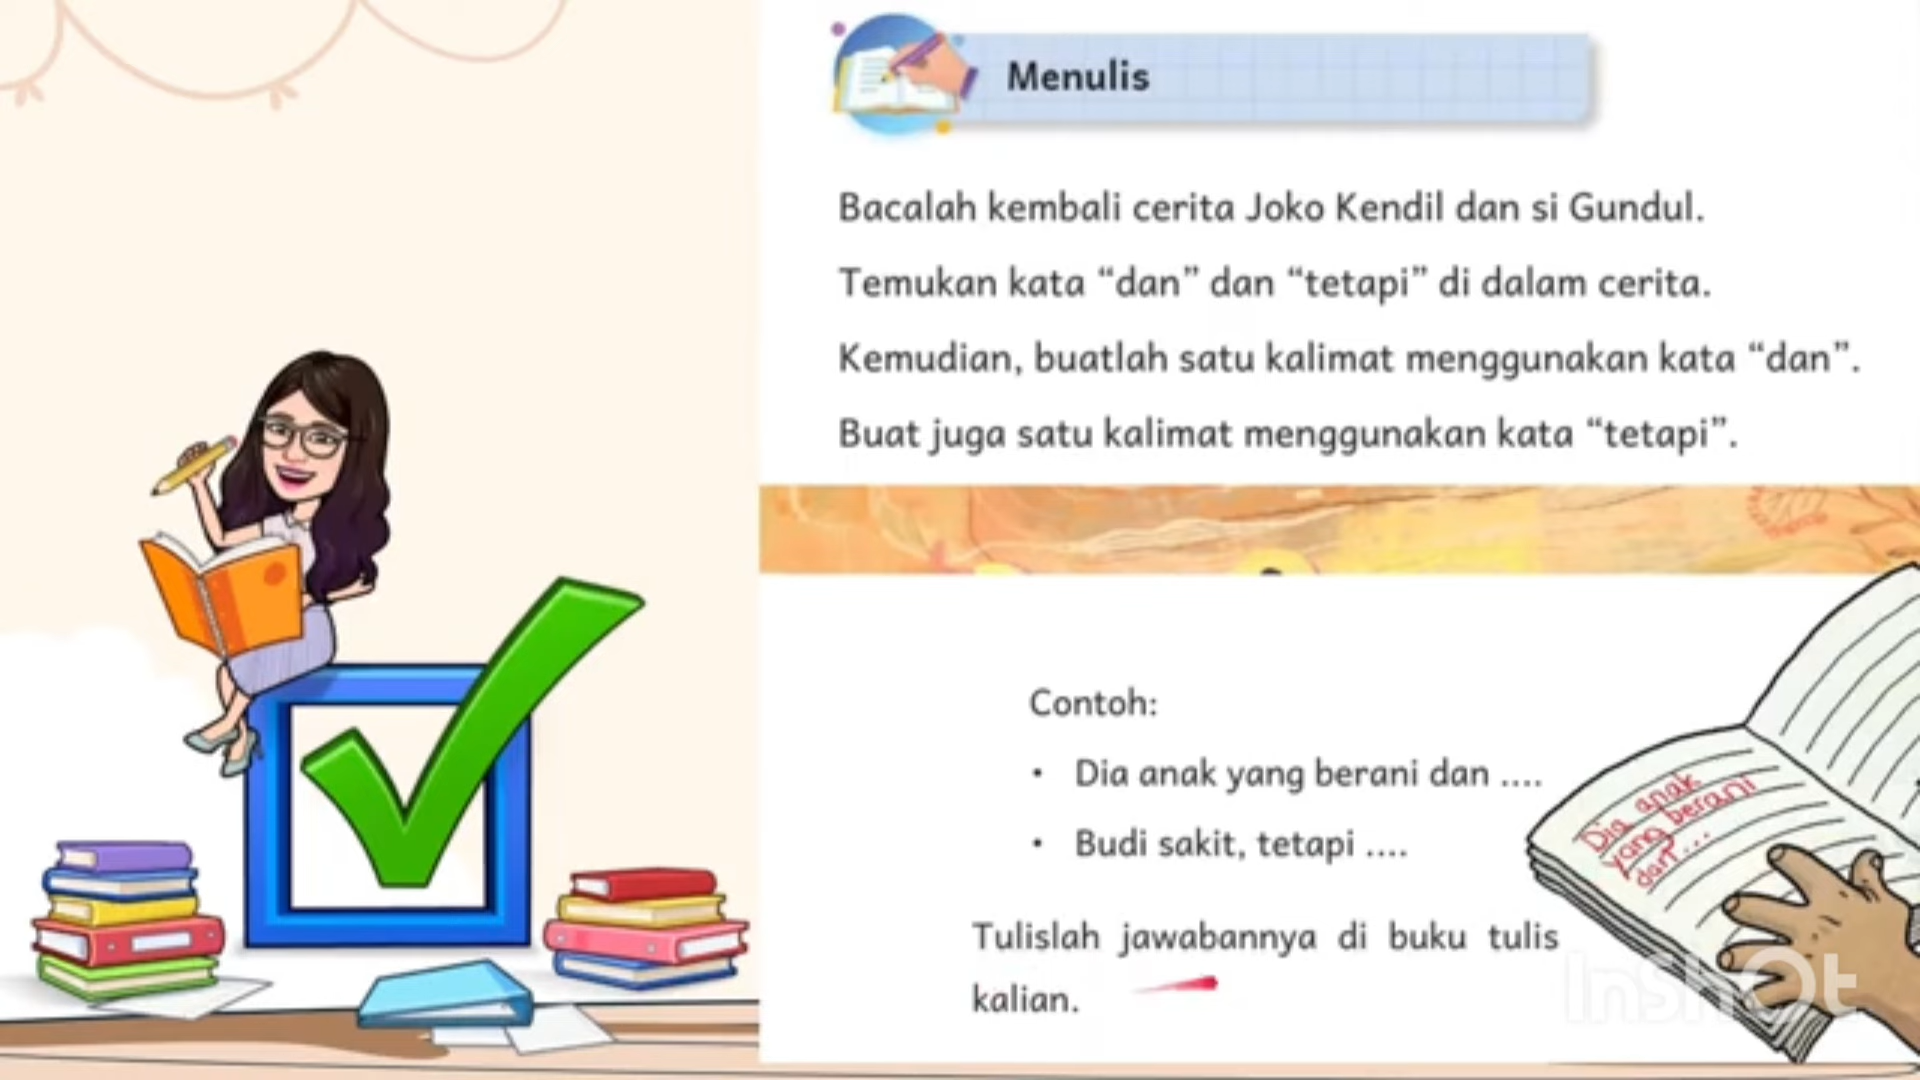 Menulis
Bacalah kembali cerita Joko Kendil dan si Gundul.
Temukan kata “dan” dan “tetapi” di dalam cerita.
Kemudian, buatlah satu kalimat menggunakan kata “dan”.
Buat juga satu kalimat menggunakan kata “tetapi”.
Contoh:
• Dia anak yang berani dan ....
• Budi sakit, tetapi ....
Tulislah jawabannya di buku tulis
kalian.
Dia anak
yang berani
dan ...
InShOt